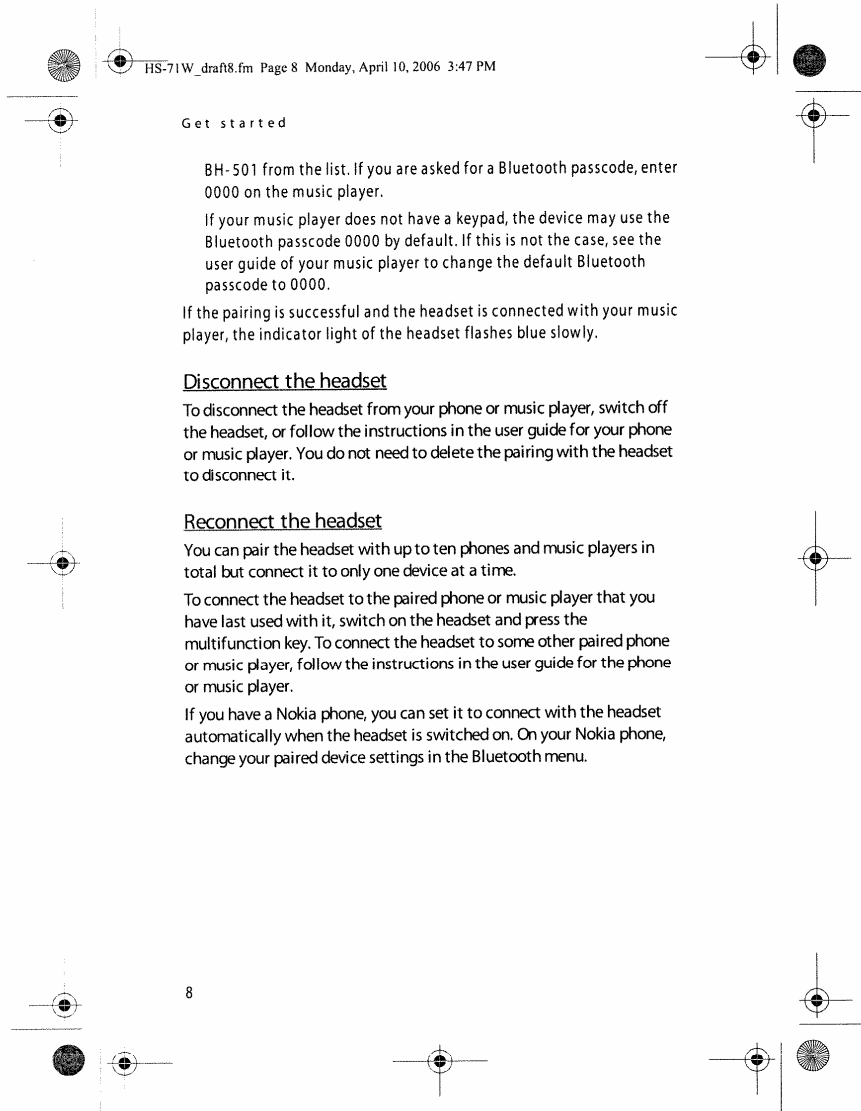 HS-71W_draft8.fm Page 8 Monday, April 10, 2006 3:47 PM
Get started
BH-501 from the list. If you are asked for a Bluetooth passcode, enter
0000 on the music player.
If your music player does not have a keypad, the device may use the
Bluetooth passcode 0000 by default. If this is not the case, see the
user guide of your music player to change the default Bluetooth
passcode to 0000.
If the pairing is successful and the headset is connected with your music
player, the indicator light of the headset flashes blue slowly.
Disconnect the headset
To disconnect the headset from your phone or music player, switch off
the headset, or follow the instructions in the user guide for your phone
or music player. You do not need to delete the pairing with the headset
to disconnect it.
Reconnect the headset
You can pair the headset with up to ten phones and music players in
total but connect it to only one device at a time.
To connect the headset to the paired phone or music player that you
have last used with it, switch on the headset and press the
multifunction key. To connect the headset to some other paired phone
or music player, follow the instructions in the user guide for the phone
or music player.
If you have a Nokia phone, you can set it to connect with the headset
automatically when the headset is switched on. On your Nokia phone,
change your paired device settings in the Bluetooth menu.
8